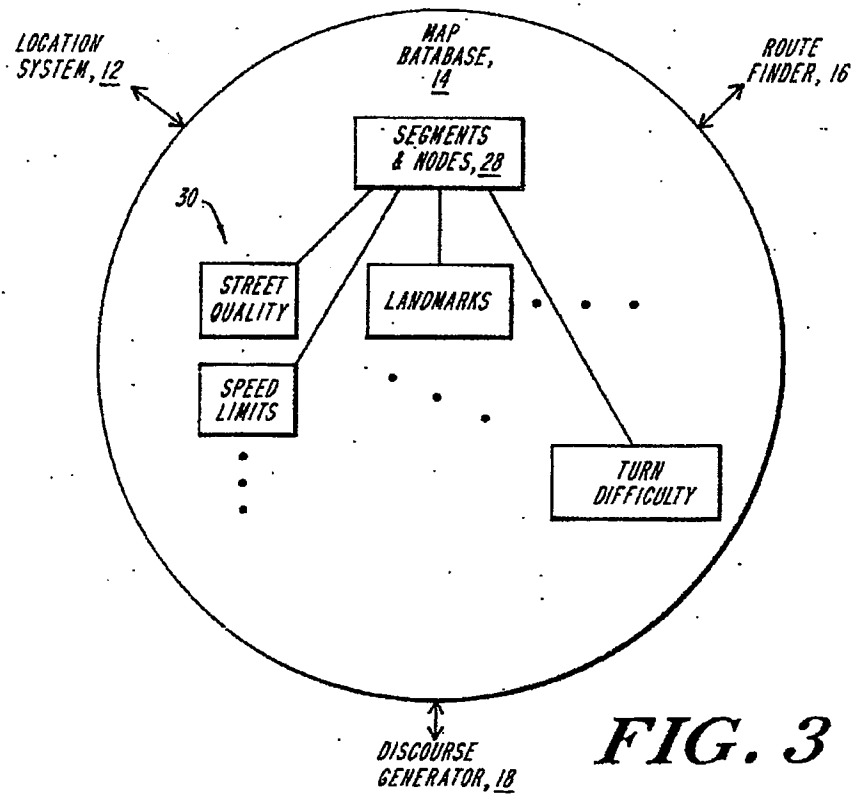 LOCATION
SYSTEM, 12
MAP
BATABASE,
14
ROUTE
FINDER, 16
SEGMENTS
& NODES, 28
30
STREET
QUALITY
LANDMARKS
SPEED
LIMITS
TURN
DIFFICULTY
DISCOURSE
GENERATOR, 18
FIG. 3